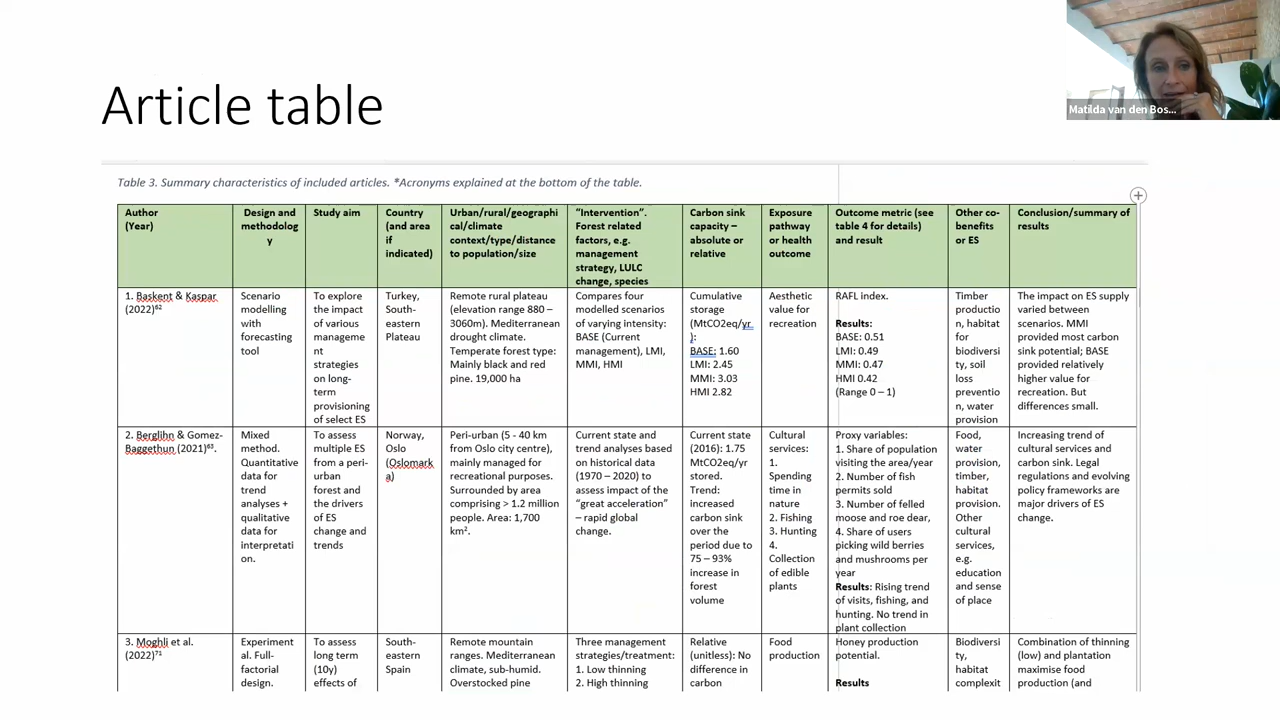 Article table
Matilda van den Bos...
Table 3. Summary characteristics of included articles. *Acronyms explained at the bottom of the table.
Author
(Year)
Design and
methodolog
y
Study aim
Country
(and area
if
indicated)
Urban/rural/geographi
cal/climate
context/type/distance
to population/size
"Intervention".
Forest related
factors, e.g.
management
strategy, LULC
change, species
Carbon sink
capacity –
absolute or
relative
Exposure
pathway
or health
outcome
Outcome metric (see
table 4 for details)
and result
Other co-
benefits
or ES
Conclusion/summary of
results
1. Baskent & Kaspar
(2022)62
Scenario
modelling
with
forecasting
tool
To explore
the impact
of various
manageme
nt
strategies
on long-
term
provisioning
of select ES
Turkey,
South-
eastern
Plateau
Remote rural plateau
(elevation range 880 –
3060m). Mediterranean
drought climate.
Temperate forest type:
Mainly black and red
pine. 19,000 ha
Compares four
modelled scenarios
of varying intensity:
BASE (Current
management), LMI,
MMI, HMI
Cumulative
storage
(MtCO2eq/yr
):
BASE: 1.60
LMI: 2.45
MMI: 3.03
HMI 2.82
Aesthetic
value for
recreation
RAFL index.
Results:
BASE: 0.51
LMI: 0.49
MMI: 0.47
HMI 0.42
(Range 0 – 1)
Timber
productio
n, habitat
for
biodiversi
ty, soil
loss
preventio
n, water
provision
The impact on ES supply
varied between
scenarios. MMI
provided most carbon
sink potential; BASE
provided relatively
higher value for
recreation. But
differences small.
2. Berglihn & Gomez-
Baggethun (2021)63.
Mixed
method.
Quantitative
data for
trend
analyses +
qualitative
data for
interpretati
on.
To assess
multiple ES
from a peri-
urban
forest and
the drivers
of ES
change and
trends
Norway,
Oslo
(Oslomark
a)
Peri-urban (5 - 40 km
from Oslo city centre),
mainly managed for
recreational purposes.
Surrounded by area
comprising > 1.2 million
people. Area: 1,700
km².
Current state and
trend analyses based
on historical data
(1970 – 2020) to
assess impact of the
"great acceleration"
– rapid global
change.
Current state
(2016): 1.75
MtCO2eq/yr
stored.
Trend:
increased
carbon sink
over the
period due to
75 – 93%
increase in
forest
volume
Cultural
services:
1.
Spending
time in
nature
2. Fishing
3. Hunting
4.
Collection
of edible
plants
Proxy variables:
1. Share of population
visiting the area/year
2. Number of fish
permits sold
3. Number of felled
moose and roe dear,
4. Share of users
picking wild berries
and mushrooms per
year
Results: Rising trend
of visits, fishing, and
hunting. No trend in
plant collection
Food,
water
provision,
timber,
habitat
provision.
Other
cultural
services,
e.g.
education
and sense
of place
Increasing trend of
cultural services and
carbon sink. Legal
regulations and evolving
policy frameworks are
major drivers of ES
change.
3. Moghli et al.
(2022)71
Experiment
al. Full-
factorial
design.
To assess
long term
(10y)
effects of
South-
eastern
Spain
Remote mountain
ranges. Mediterranean
climate, sub-humid.
Overstocked pine
Three management
strategies/treatment:
1. Low thinning
2. High thinning
Relative
(unitless): No
difference in
carbon
Food
production
Honey production
potential.
Results
Biodiversi
ty,
habitat
complexit
Combination of thinning
(low) and plantation
maximise food
production (and